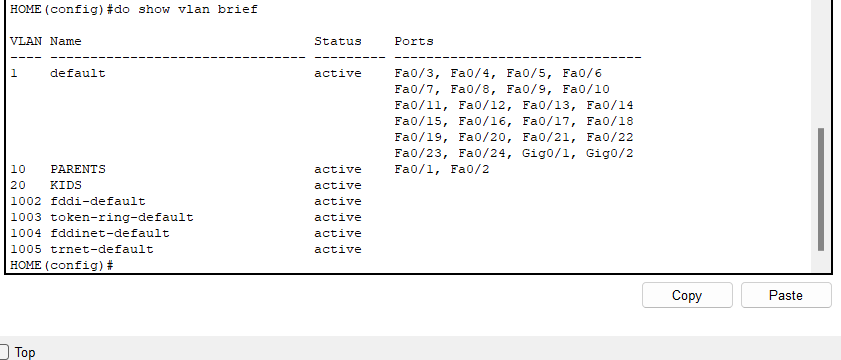 HOME(config)#do show vlan brief
VLAN Name                             Status    Ports
---- -------------------------------- --------- -------------------------------
1    default                          active    Fa0/3, Fa0/4, Fa0/5, Fa0/6
                                                Fa0/7, Fa0/8, Fa0/9, Fa0/10
                                                Fa0/11, Fa0/12, Fa0/13, Fa0/14
                                                Fa0/15, Fa0/16, Fa0/17, Fa0/18
                                                Fa0/19, Fa0/20, Fa0/21, Fa0/22
                                                Fa0/23, Fa0/24, Gig0/1, Gig0/2
10   PARENTS                          active    Fa0/1, Fa0/2
20   KIDS                             active
1002 fddi-default                     active
1003 token-ring-default               active
1004 fddinet-default                  active
1005 trnet-default                    active
HOME(config)#
Copy Paste
Top